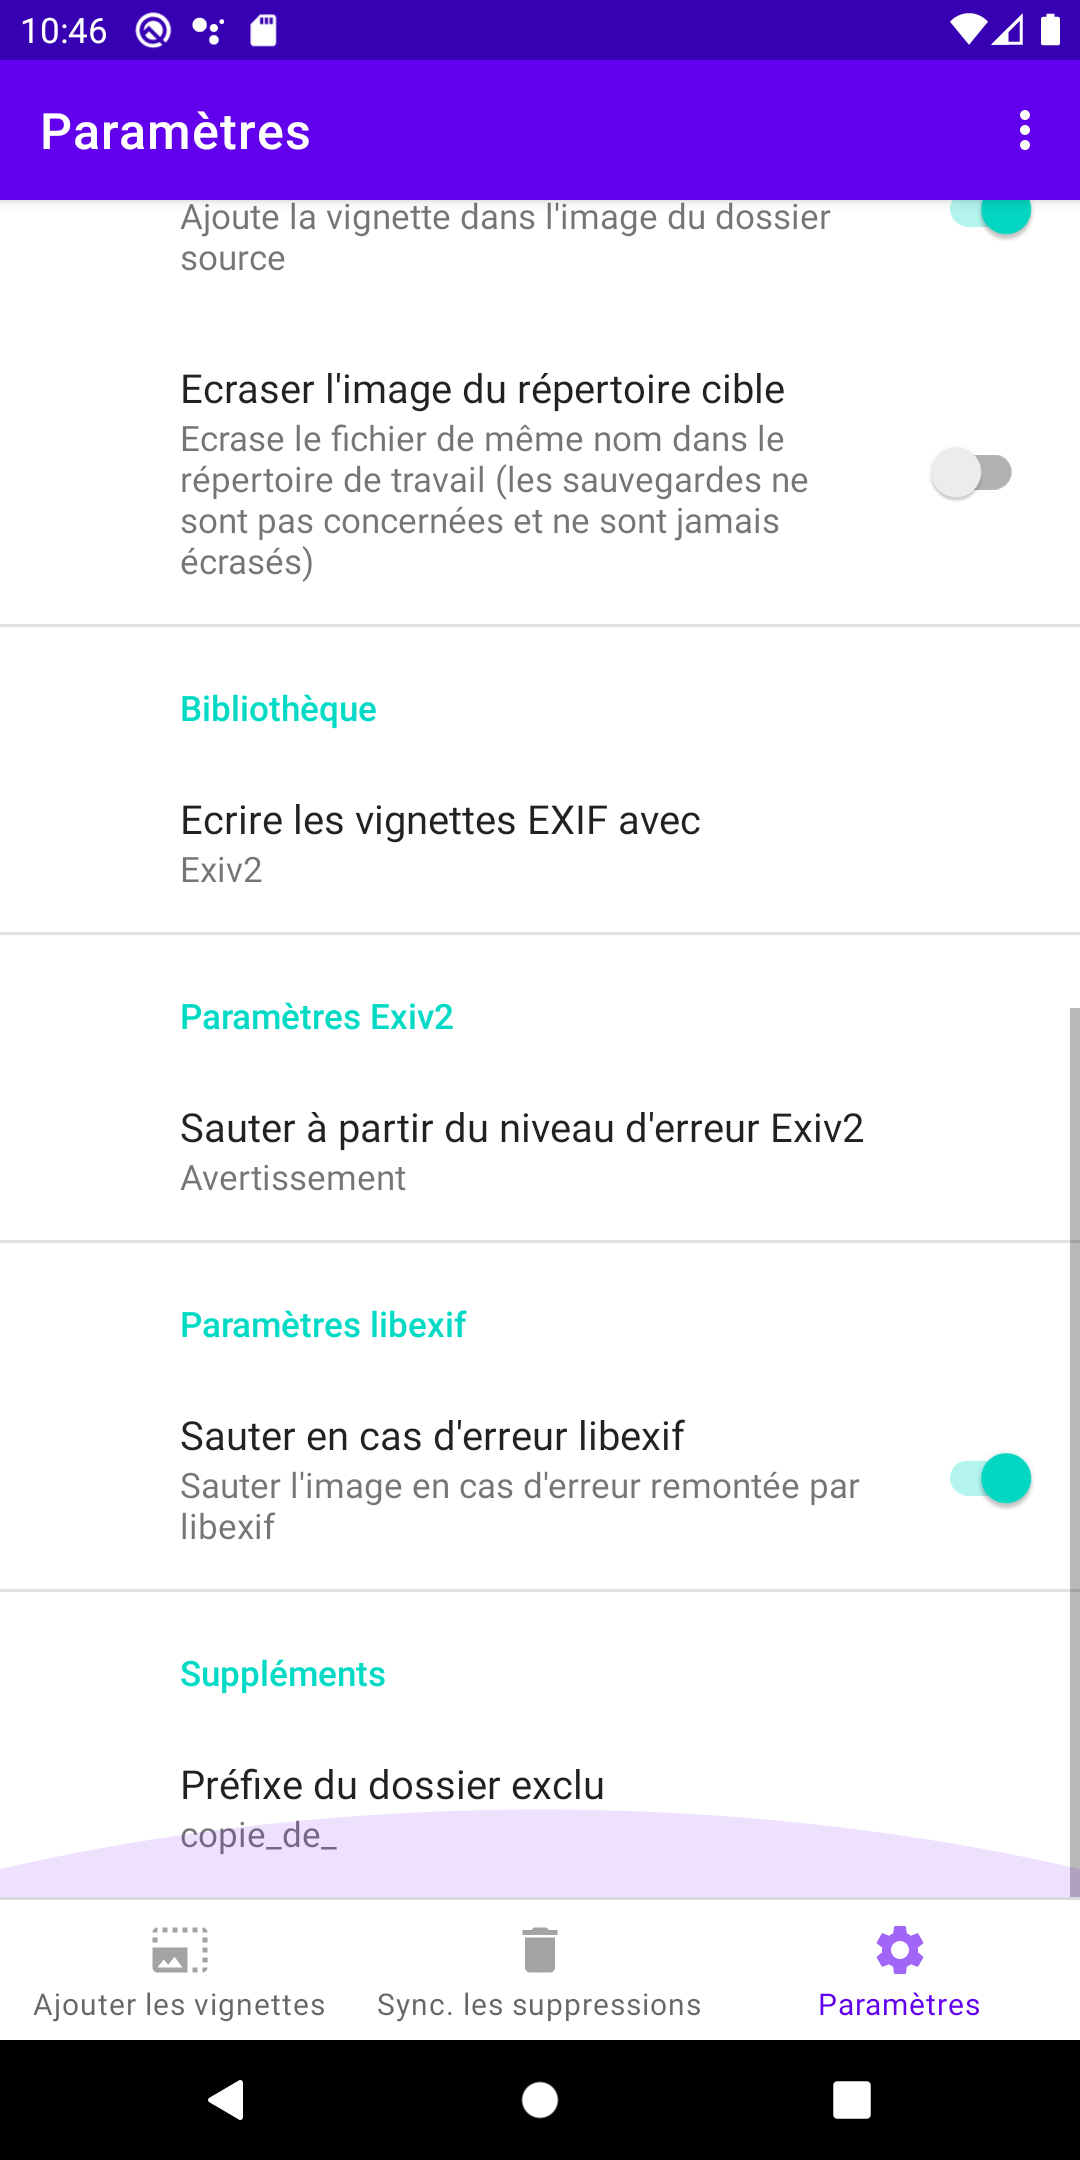 10:46
Paramètres
Ajoute la vignette dans l'image du dossier
source
Ecraser l'image du répertoire cible
Ecrase le fichier de même nom dans le
répertoire de travail (les sauvegardes ne
sont pas concernées et ne sont jamais
écrasés)
Bibliothèque
Ecrire les vignettes EXIF avec
Exiv2
Paramètres Exiv2
Sauter à partir du niveau d'erreur Exiv2
Avertissement
Paramètres libexif
Sauter en cas d'erreur libexif
Sauter l'image en cas d'erreur remontée par
libexif
Suppléments
Préfixe du dossier exclu
copie_de_
Ajouter les vignettes
Sync. les suppressions
Paramètres